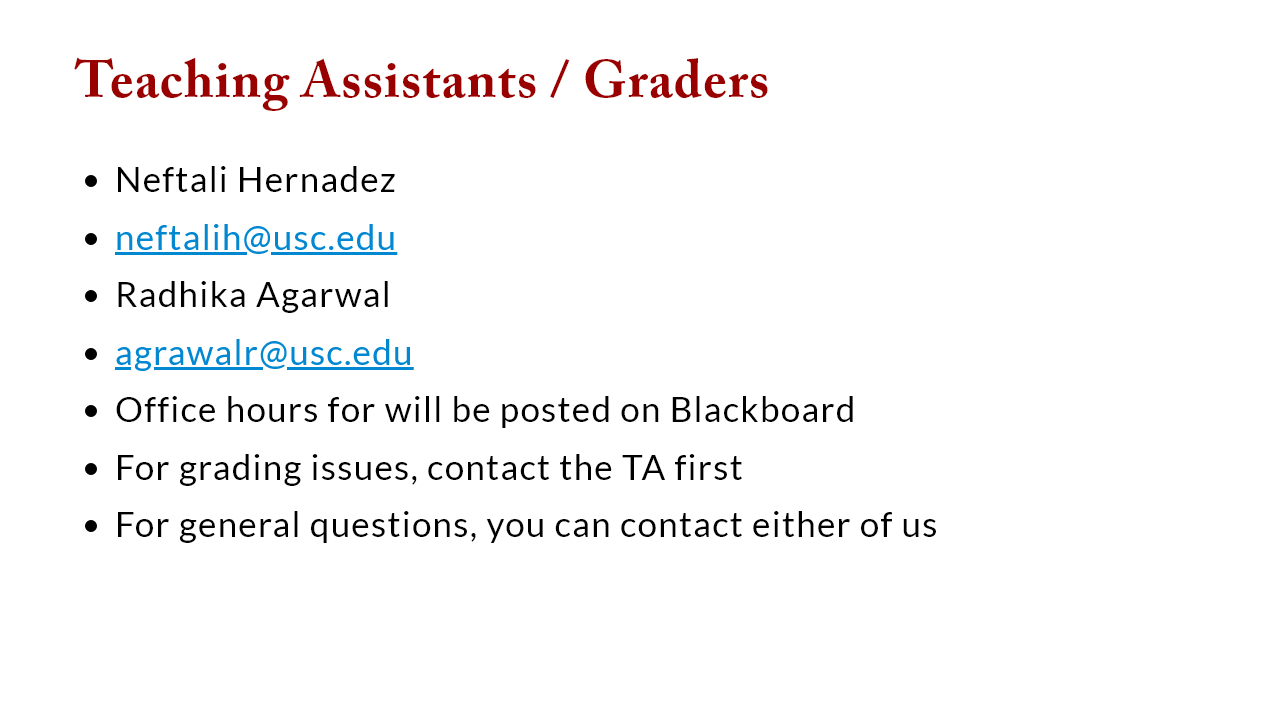 Teaching Assistants / Graders
• Neftali Hernadez
• neftalih@usc.edu
• Radhika Agarwal
• agrawalr@usc.edu
• Office hours for will be posted on Blackboard
• For grading issues, contact the TA first
• For general questions, you can contact either of us